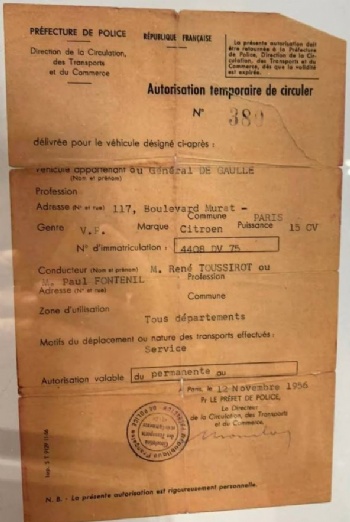 PRÉFECTURE DE POLICE
Direction de la Circulation,
des Transports
et du Commerce
RÉPUBLIQUE FRANÇAISE
La présente autorisation doit
être retournée à la Préfecture
de Police, Direction de la Cir-
culation, des Transports et du
Commerce, dès que la validité
est expirée.
Autorisation temporaire de circuler
N° 380
délivrée pour le véhicule désigné ci-après :
Véhicule appartenant au Général DE GAULLE
(Nom et prénom)
Profession
Adresse (N° et rue) 117, Boulevard Murat -
Commune PARIS
Genre V.P. Marque Citroen Puissance 15 CV
N° d'immatriculation : 4408 DV 75
Conducteur (Nom et prénom) M. René TOUSSIROT ou
M. Paul FONTENIL Profession
Adresse (N° et rue) Commune
Zone d'utilisation
Tous départements
Motifs du déplacement ou nature des transports effectués :
Service
Autorisation valable du permanente au
Paris, le 12 Novembre 1956
Pr LE PRÉFET DE POLICE,
Le Directeur
de la Circulation, des Transports
et du Commerce,
N. B. - La présente autorisation est rigoureusement personnelle.